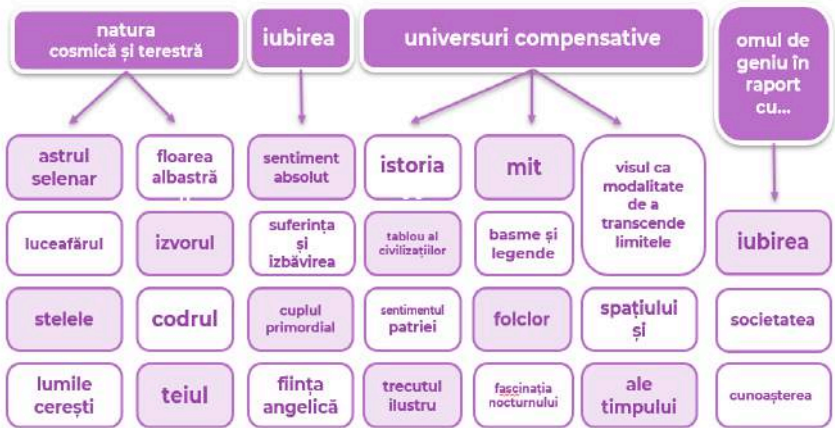 natura
cosmică și terestră
iubirea
universuri compensative
omul de
geniu în
raport
cu...
astrul
selenar
floarea
albastră
sentiment
absolut
istoria
mit
visul ca
modalitate
de a
transcende
limitele
luceafărul
izvorul
suferința
și
izbăvirea
tablou al
civilizațiilor
basme și
legende
iubirea
stelele
codrul
cuplul
primordial
sentimentul
patriei
folclor
spațiului
și
societatea
lumile
cerești
teiul
ființa
angelică
trecutul
ilustru
fascinația
nocturnului
ale
timpului
cunoașterea